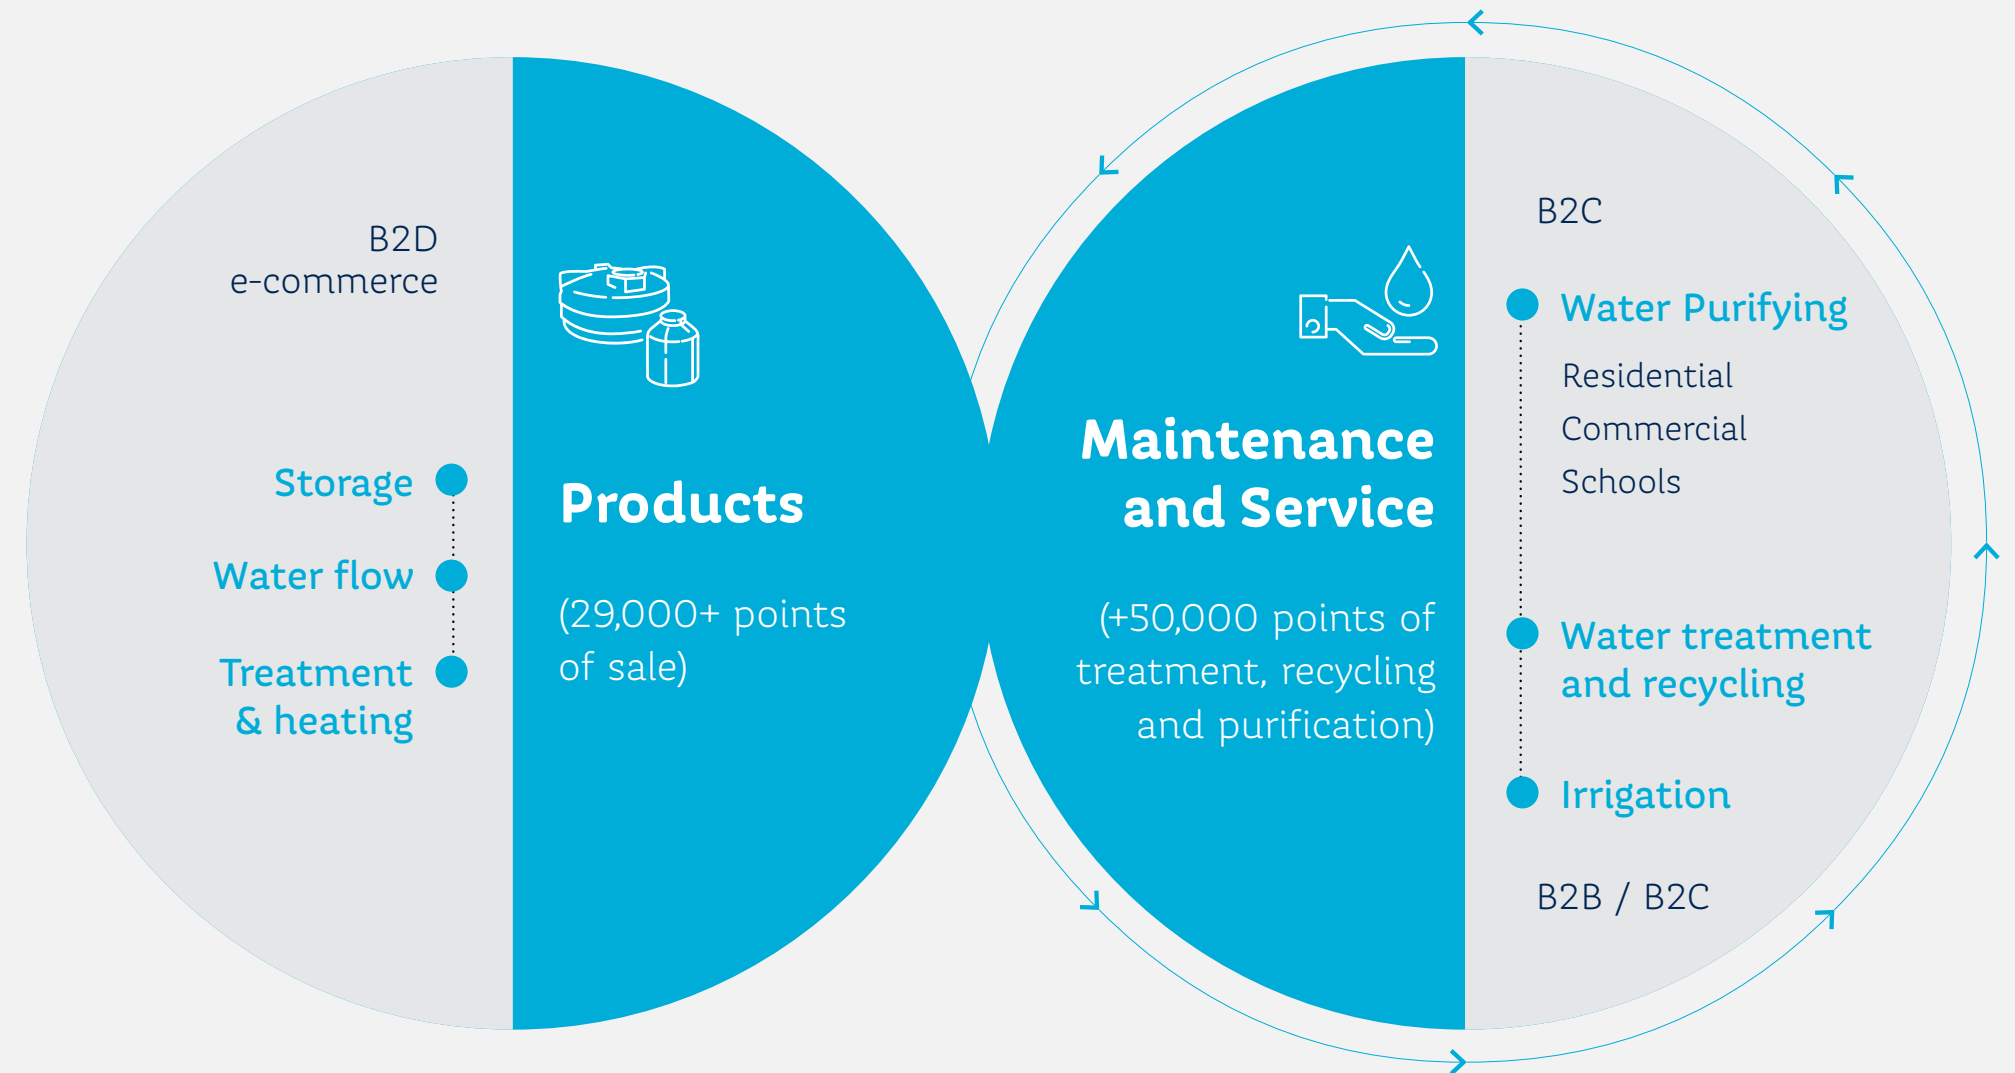 B2D
e-commerce
Storage
Water flow
Treatment
& heating
Products
(29,000+ points
of sale)
Maintenance
and Service
(+50,000 points of
treatment, recycling
and purification)
B2C
Water Purifying
Residential
Commercial
Schools
Water treatment
and recycling
Irrigation
B2B / B2C